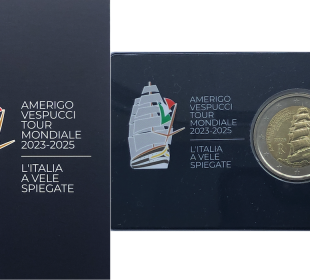 AMERIGO
VESPUCCI
TOUR
MONDIALE
2023-2025
L'ITALIA
A VELE
SPIEGATE
AMERIGO
VESPUCCI
TOUR
MONDIALE
2023-2025
L'ITALIA
A VELE
SPIEGATE